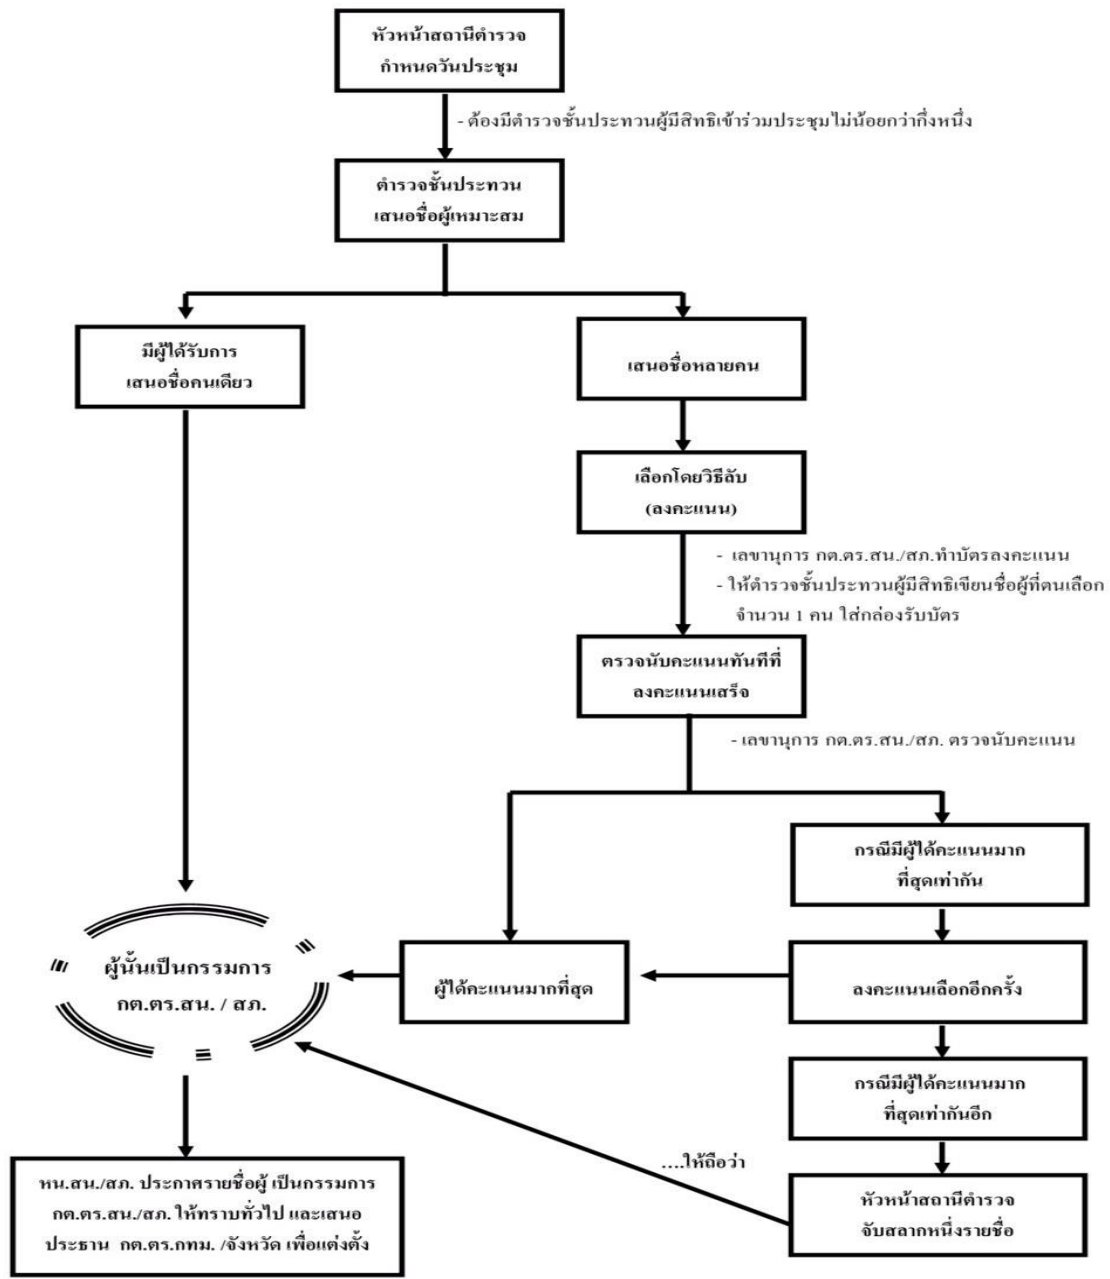 หัวหน้าสถานีตำรวจ
กำหนดวันประชุม
- ต้องมีตำรวจชั้นประทวนผู้มีสิทธิเข้าร่วมประชุมไม่น้อยกว่ากึ่งหนึ่ง
ตำรวจชั้นประทวน
เสนอชื่อผู้เหมาะสม
มีผู้ได้รับการ
เสนอชื่อคนเดียว
เสนอชื่อหลายคน
เลือกโดยวิธีลับ
(ลงคะแนน)
- เลขานุการ กต.ตร.สน./สภ.ทำบัตรลงคะแนน
- ให้ตำรวจชั้นประทวนผู้มีสิทธิเขียนชื่อผู้ที่ตนเลือก
จำนวน 1 คน ใส่กล่องรับบัตร
ตรวจนับคะแนนทันทีที่
ลงคะแนนเสร็จ
- เลขานุการ กต.ตร.สน./สภ. ตรวจนับคะแนน
กรณีมีผู้ได้คะแนนมาก
ที่สุดเท่ากัน
ผู้นั้นเป็นกรรมการ
กต.ตร.สน. / สภ.
ผู้ได้คะแนนมากที่สุด
ลงคะแนนเลือกอีกครั้ง
กรณีมีผู้ได้คะแนนมาก
ที่สุดเท่ากันอีก
....ให้ถือว่า
หัวหน้าสถานีตำรวจ
จับสลากหนึ่งรายชื่อ
หน.สน./สภ. ประกาศรายชื่อผู้ เป็นกรรมการ
กต.ตร.สน./สภ. ให้ทราบทั่วไป และเสนอ
ประธาน กต.ตร.กทม. /จังหวัด เพื่อแต่งตั้ง